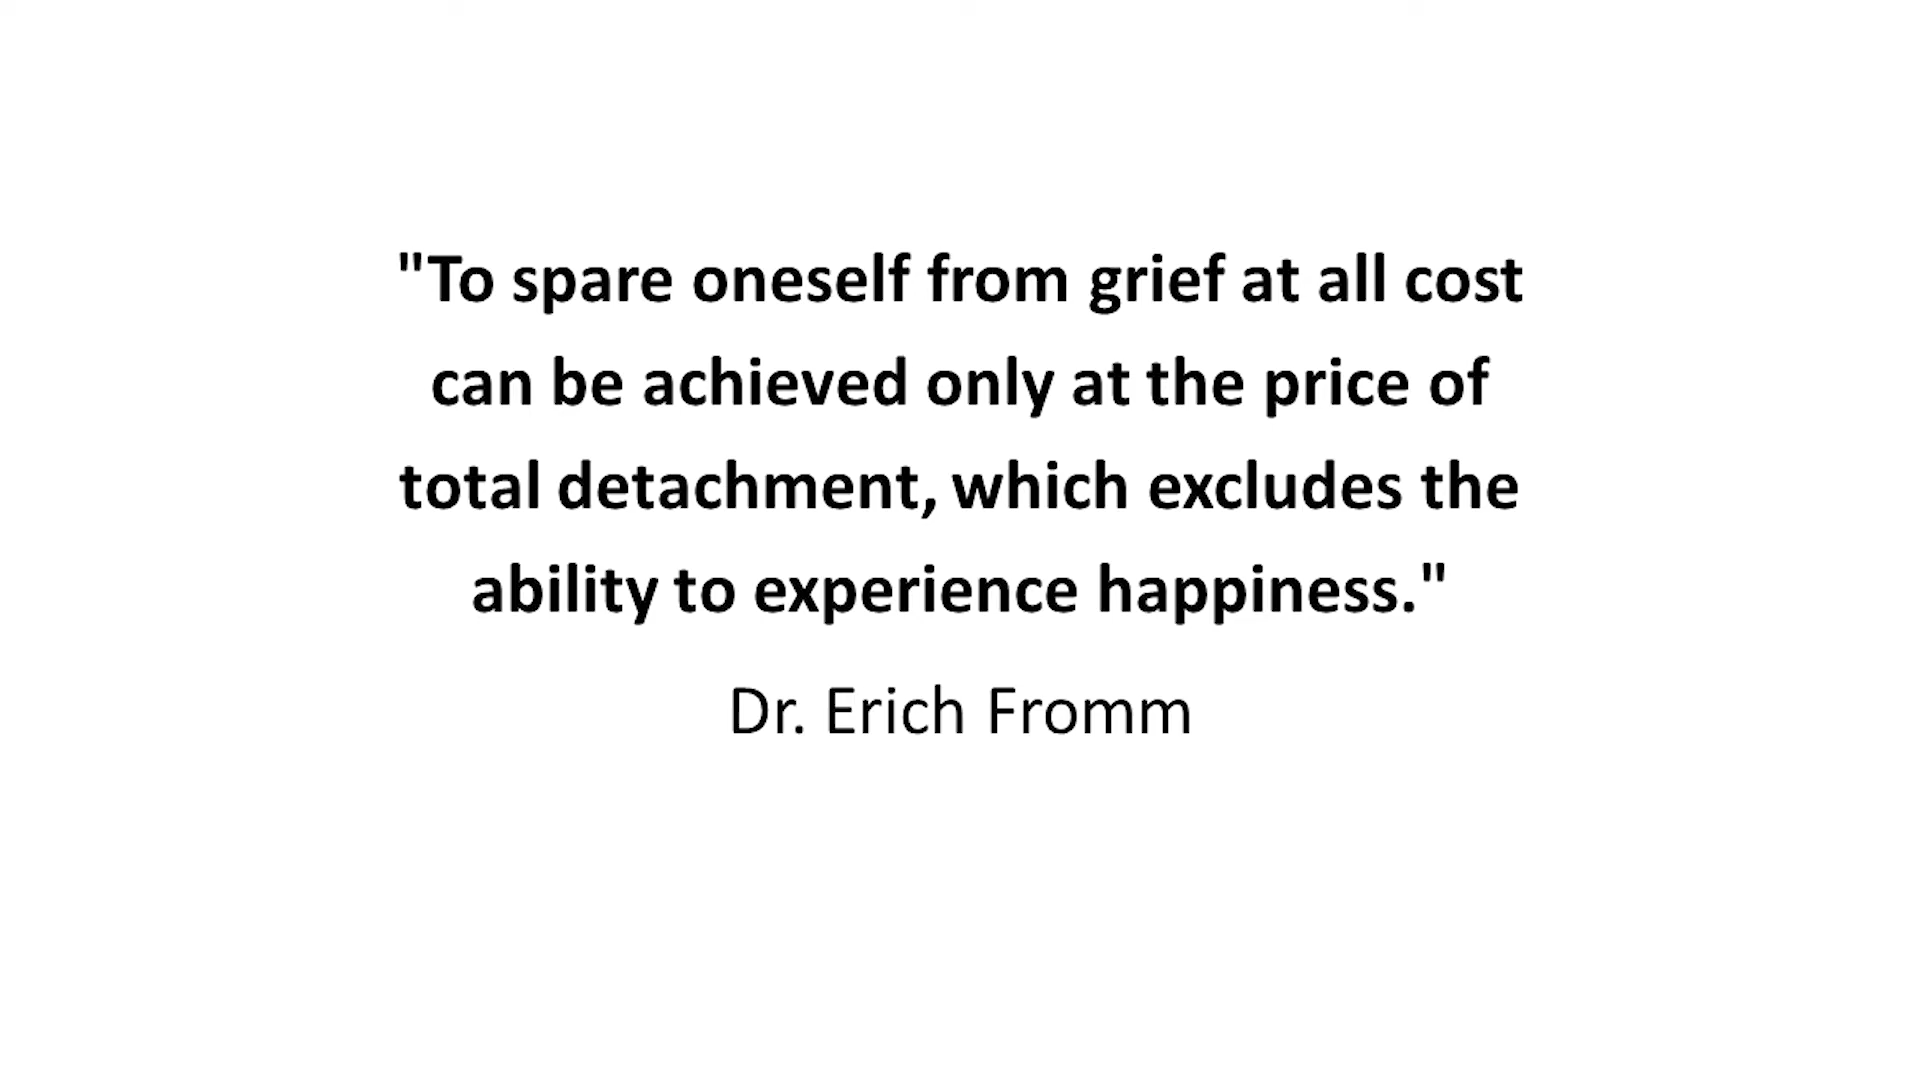 "To spare oneself from grief at all cost
can be achieved only at the price of
total detachment, which excludes the
ability to experience happiness."
Dr. Erich Fromm